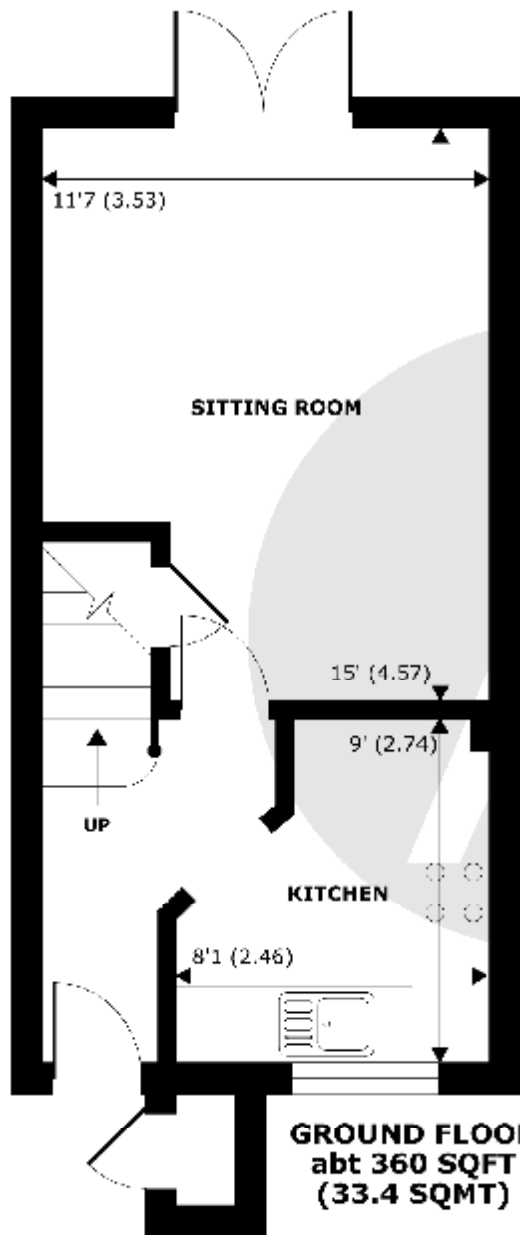 11'7 (3.53)
SITTING ROOM
15' (4.57)
9' (2.74)
UP
KITCHEN
8'1 (2.46)
GROUND FLOO
abt 360 SQFT
(33.4 SQMT)